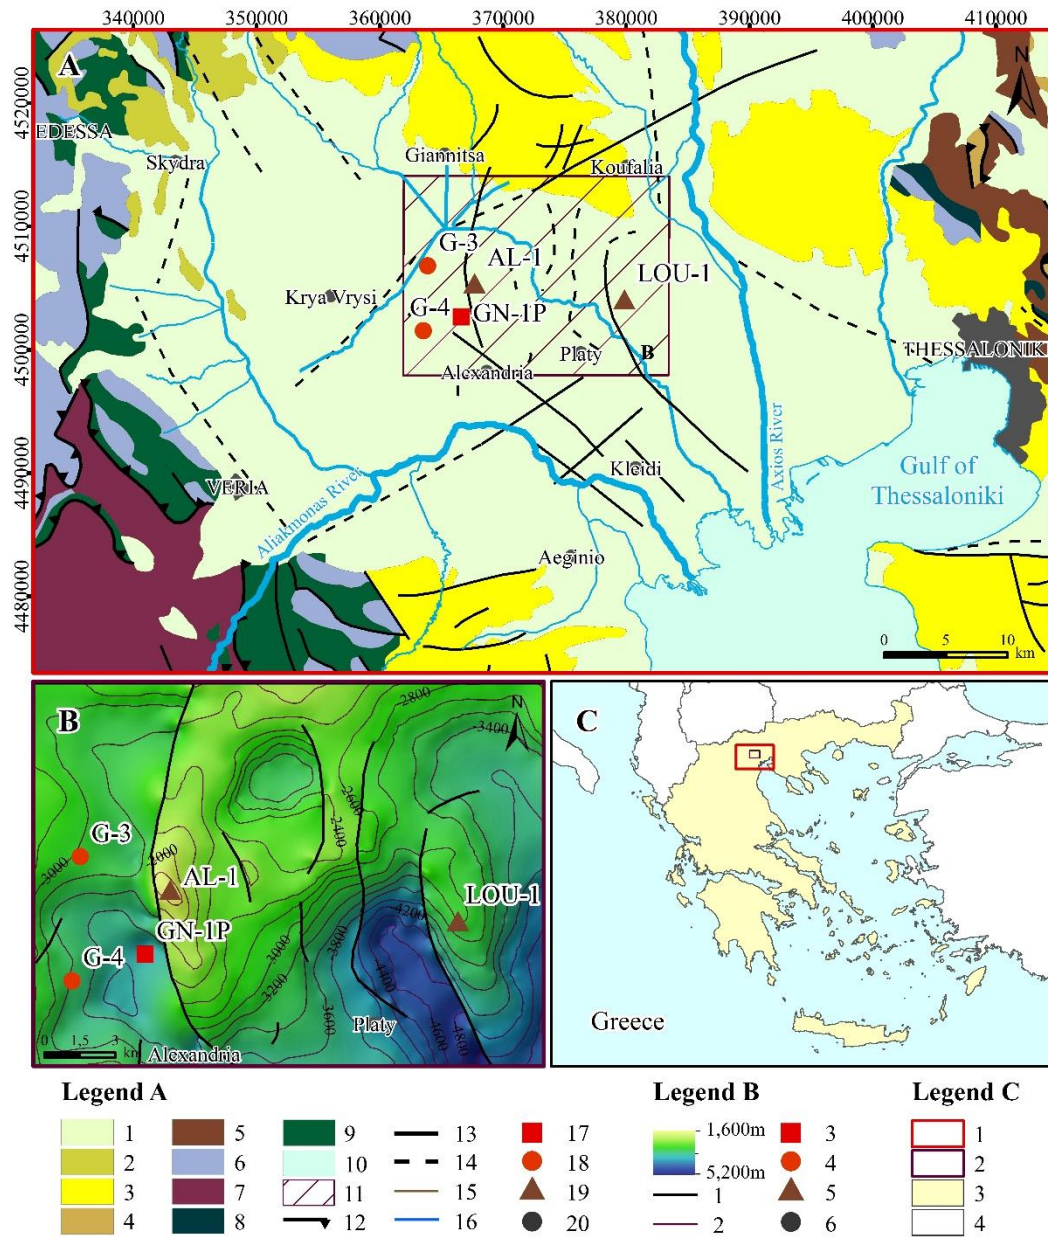 340000 350000 360000 370000 380000 390000 400000 410000
4520000
4510000
4500000
4490000
4480000
A
N
EDESSA
Skydra
Giannitsa
Koufalia
G-3
AL-1
LOU-1
Krya Vrysi
G-4
GN-1P
Platy
B
THESSALONIKI
Alexandria
VERIA
Aliakmonas River
Kleidi
Axios River
Gulf of
Thessaloniki
Aeginio
0 5 10
km
B
N
-2800
-3400
-2600
-2400
G-3
-3000
-2000
AL-1
LOU-1
GN-1P
-4200
G-4
-3000
-3800
-3200
-4400
-3600
Platy
-4600
-4800
0 1,5 3
km
Alexandria
C
Greece
Legend A
1 5 9 13 17
2 6 10 14 18
3 7 11 15 19
4 8 12 16 20
Legend B
1,600m
5,200m
1
2
3
4
5
6
Legend C
1
2
3
4